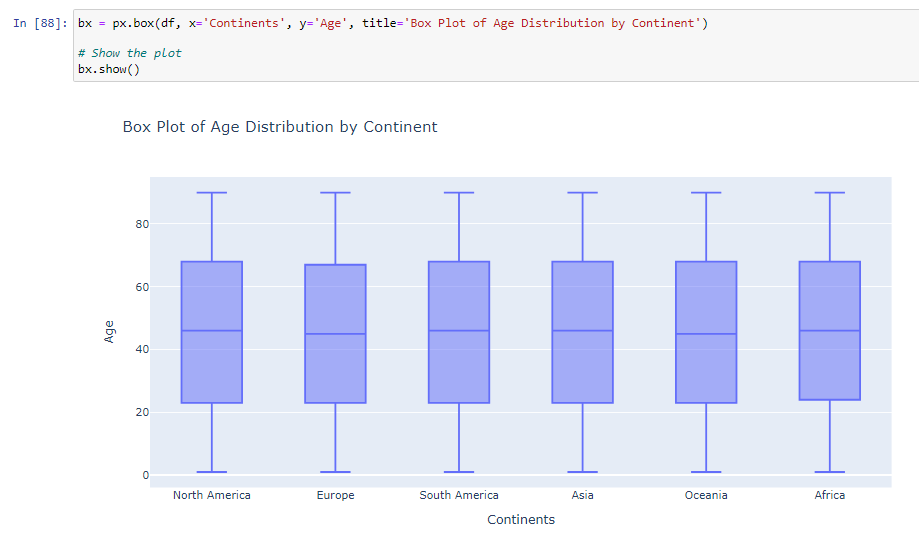 In [88]: bx = px.box(df, x='Continents', y='Age', title='Box Plot of Age Distribution by Continent')
# Show the plot
bx.show()
Box Plot of Age Distribution by Continent
80
60
40
20
0
Age
North America Europe South America Asia Oceania Africa
Continents